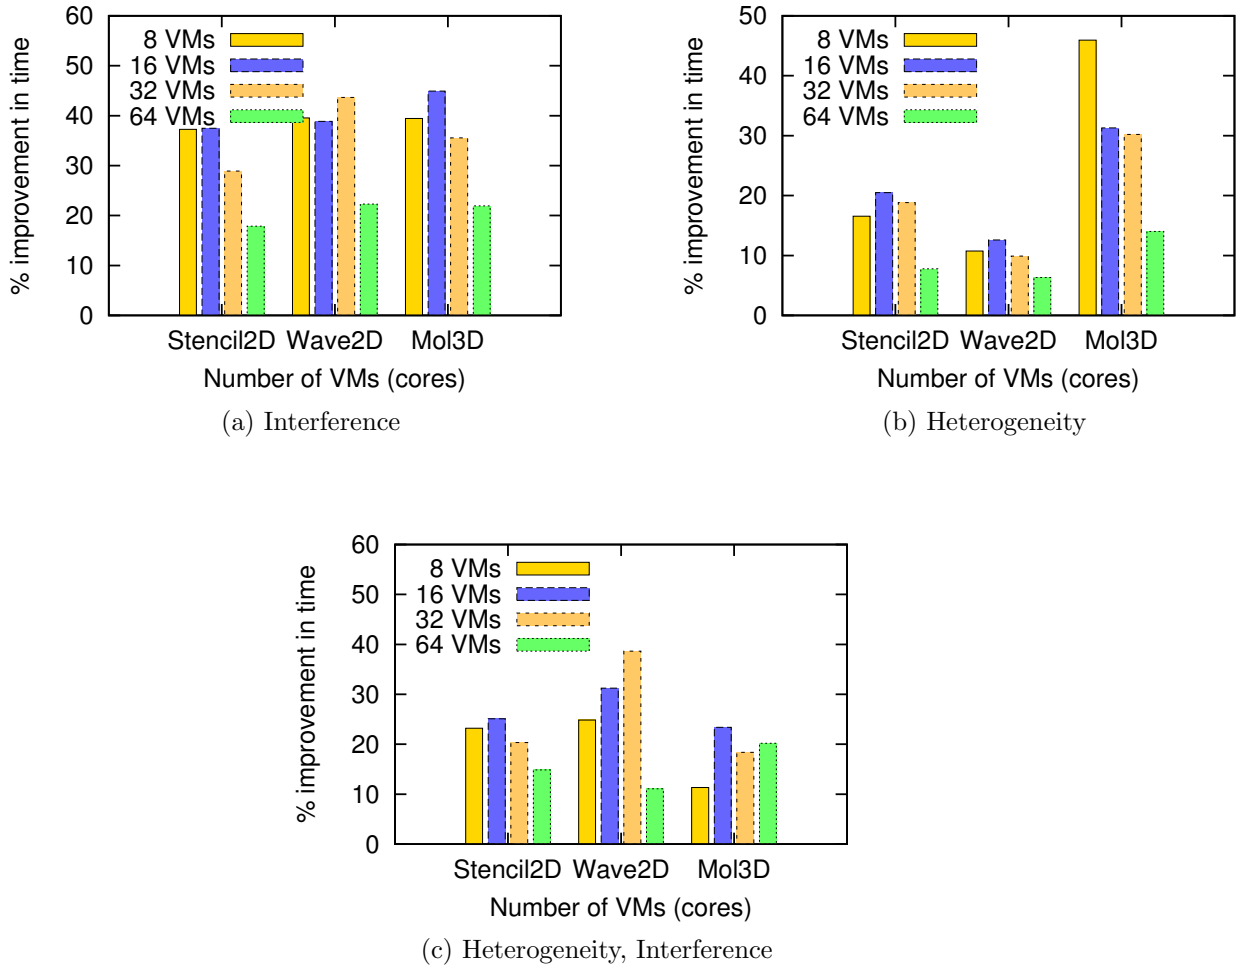 % improvement in time
60
50
40
30
20
10
0
8 VMs
16 VMs
32 VMs
64 VMs
Stencil2D Wave2D Mol3D
Number of VMs (cores)
(a) Interference
% improvement in time
50
40
30
20
10
0
8 VMs
16 VMs
32 VMs
64 VMs
Stencil2D Wave2D Mol3D
Number of VMs (cores)
(b) Heterogeneity
% improvement in time
60
50
40
30
20
10
0
8 VMs
16 VMs
32 VMs
64 VMs
Stencil2D Wave2D Mol3D
Number of VMs (cores)
(c) Heterogeneity, Interference